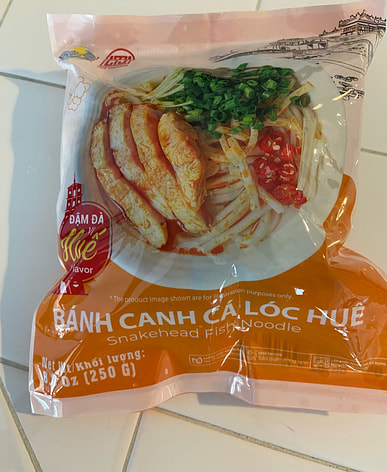 ĐẬM ĐÀ
Huế
flavor
*The product image shown are for illustration purposes only
BÁNH CANH CÁ LÓC HUẾ
Snakehead Fish Noodle
Net Wt/Khối lượng:
Oz (250 G)